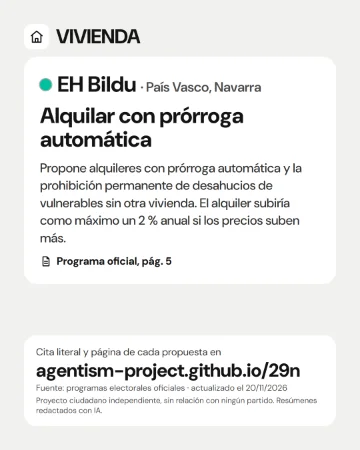 VIVIENDA
EH Bildu · País Vasco, Navarra
Alquilar con prórroga
automática
Propone alquileres con prórroga automática y la
prohibición permanente de desahucios de
vulnerables sin otra vivienda. El alquiler subiría
como máximo un 2 % anual si los precios suben
más.
Programa oficial, pág. 5
Cita literal y página de cada propuesta en
agentism-project.github.io/29n
Fuente: programas electorales oficiales · actualizado el 20/11/2026
Proyecto ciudadano independiente, sin relación con ningún partido. Resúmenes
redactados con IA.